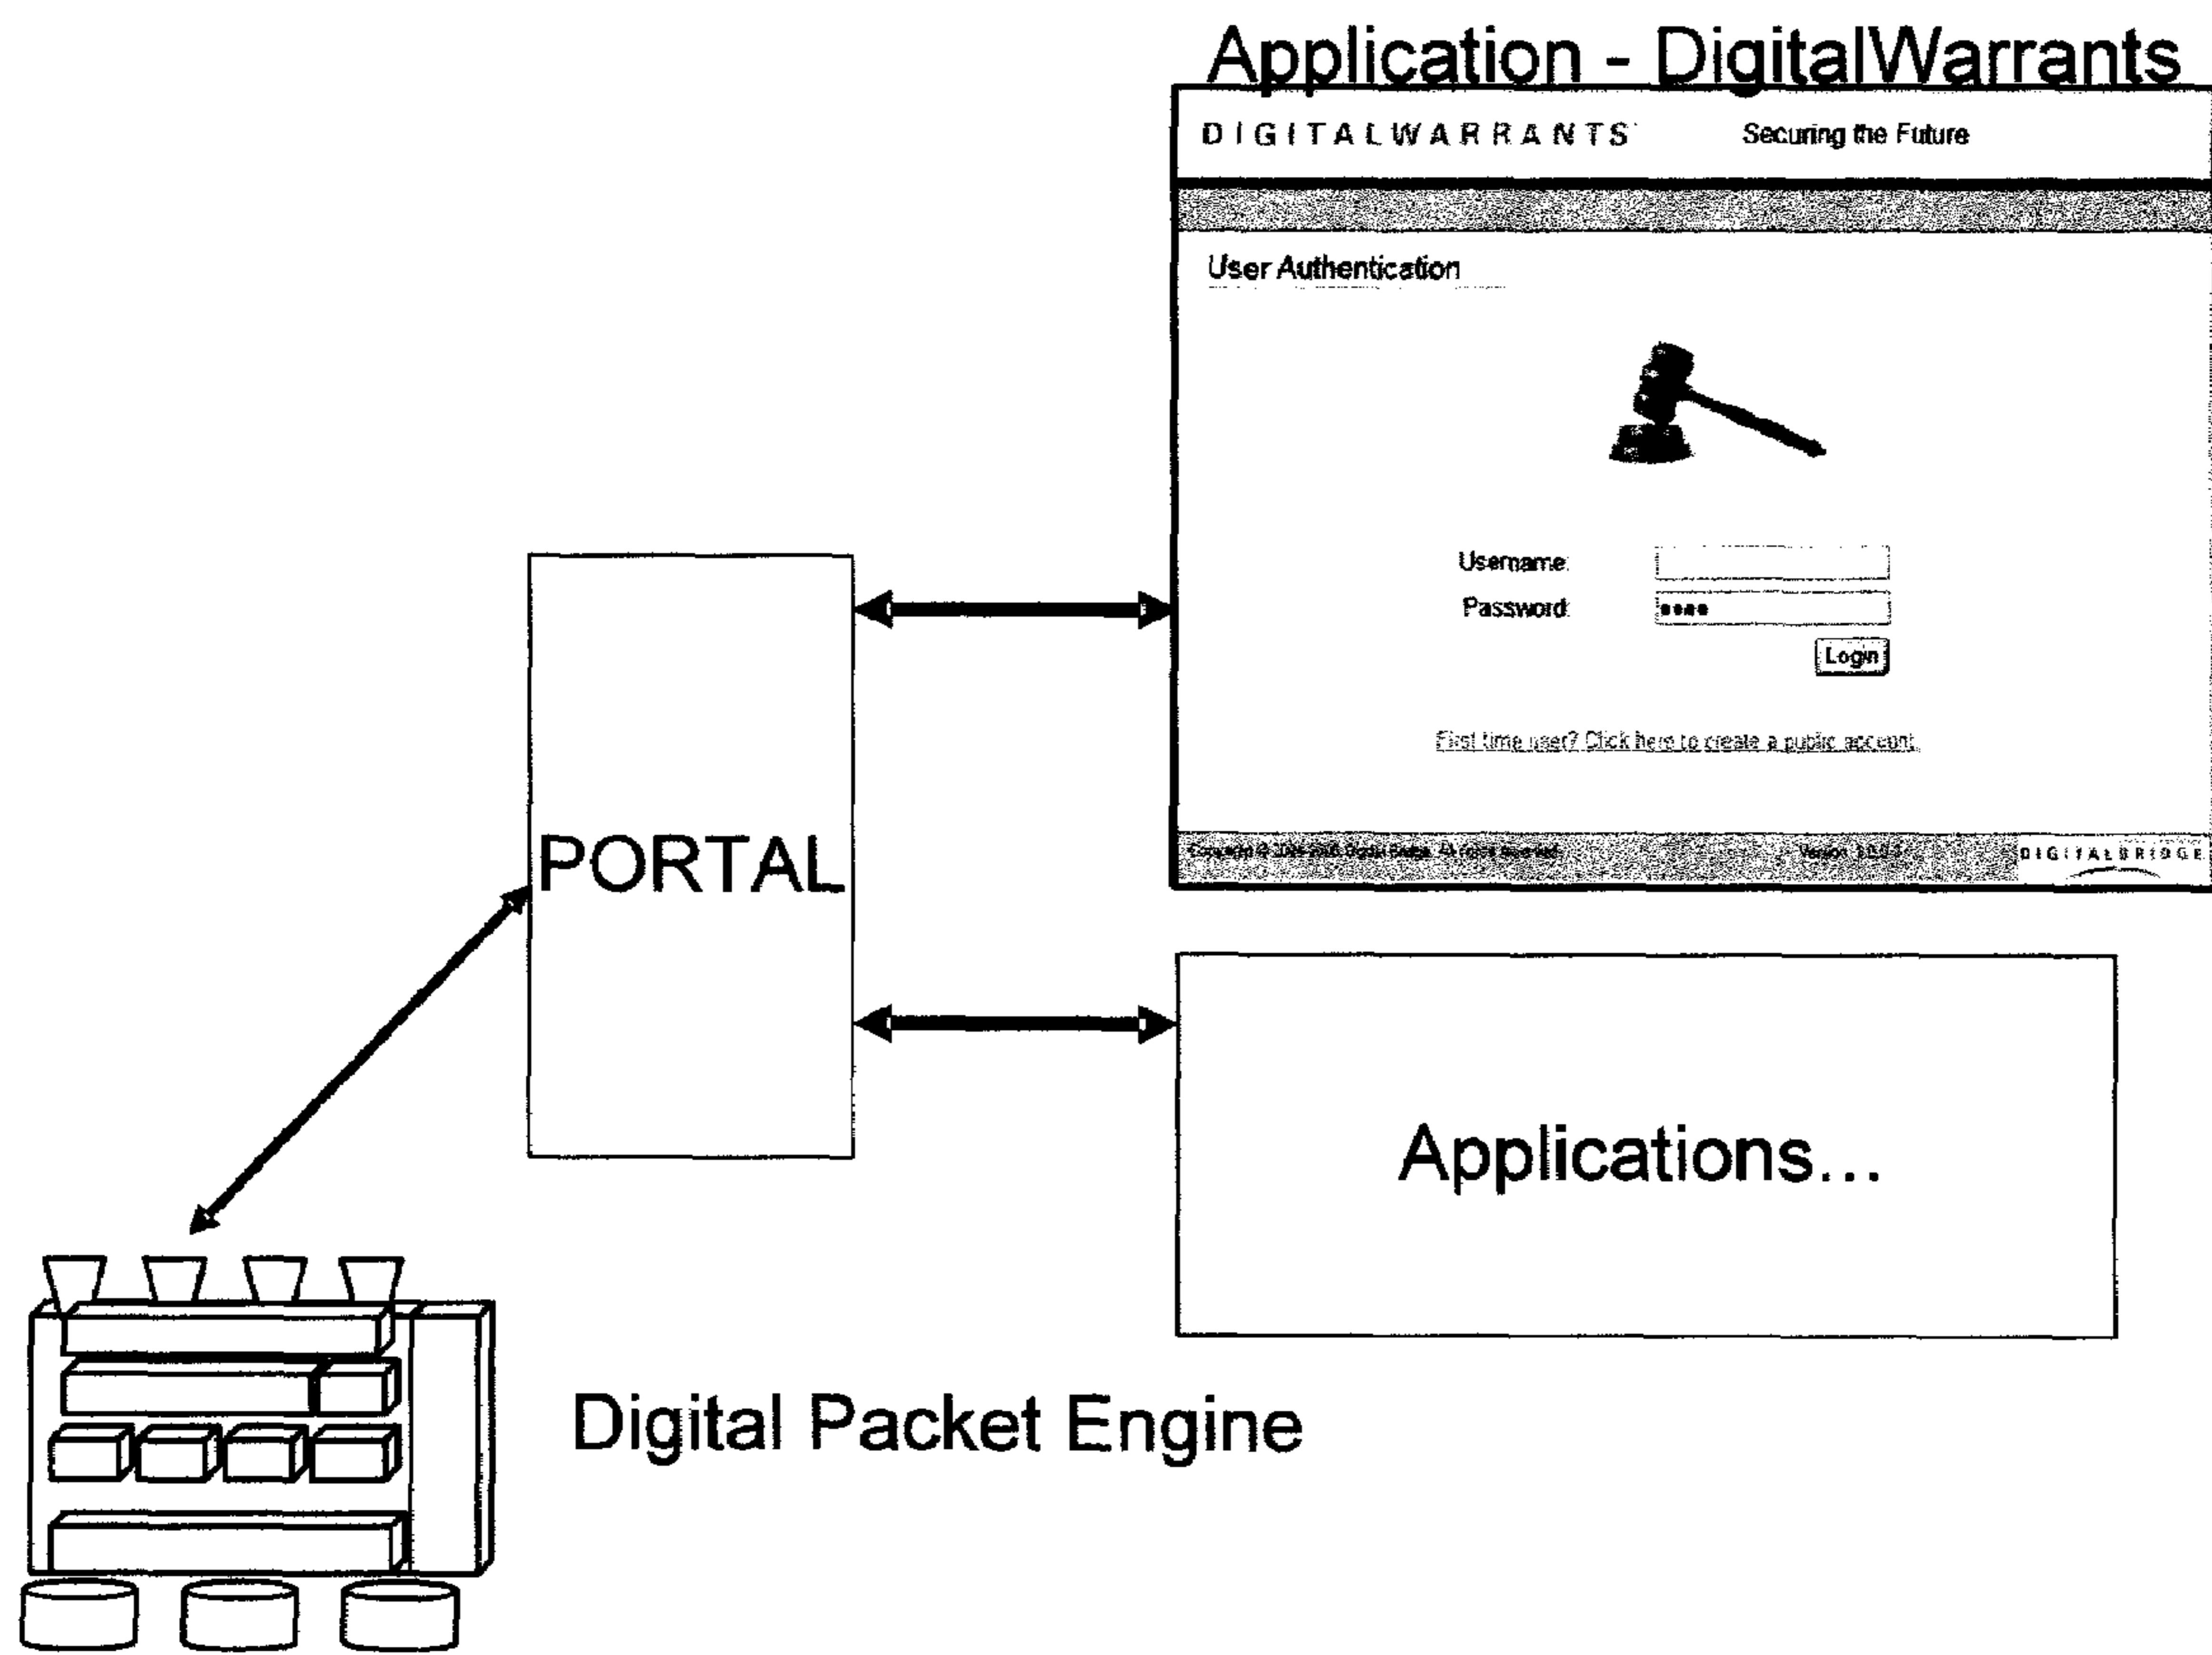 Application - DigitalWarrants
DIGITALWARRANTS Securing the Future
User Authentication
Username:
Password:
Login
First time user? Click here to create a public account.
Version
DIGITALBRIDGE
PORTAL
Applications...
Digital Packet Engine